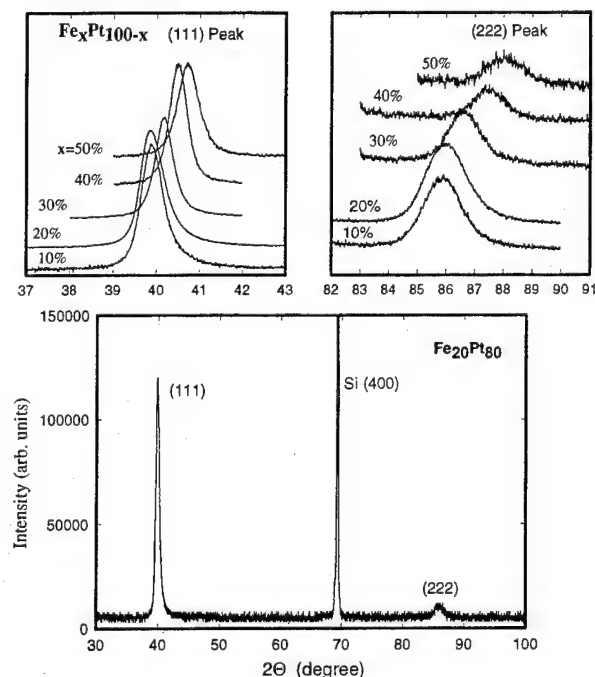 FeXPt100-x (111) Peak
x=50%
40%
30%
20%
10%
37 38 39 40 41 42 43
(222) Peak
50%
40%
30%
20%
10%
82 83 84 85 86 87 88 89 90 91
Intensity (arb. units)
150000
100000
50000
0
Fe20Pt80
(111)
Si (400)
(222)
30 40 50 60 70 80 90 100
2Θ (degree)